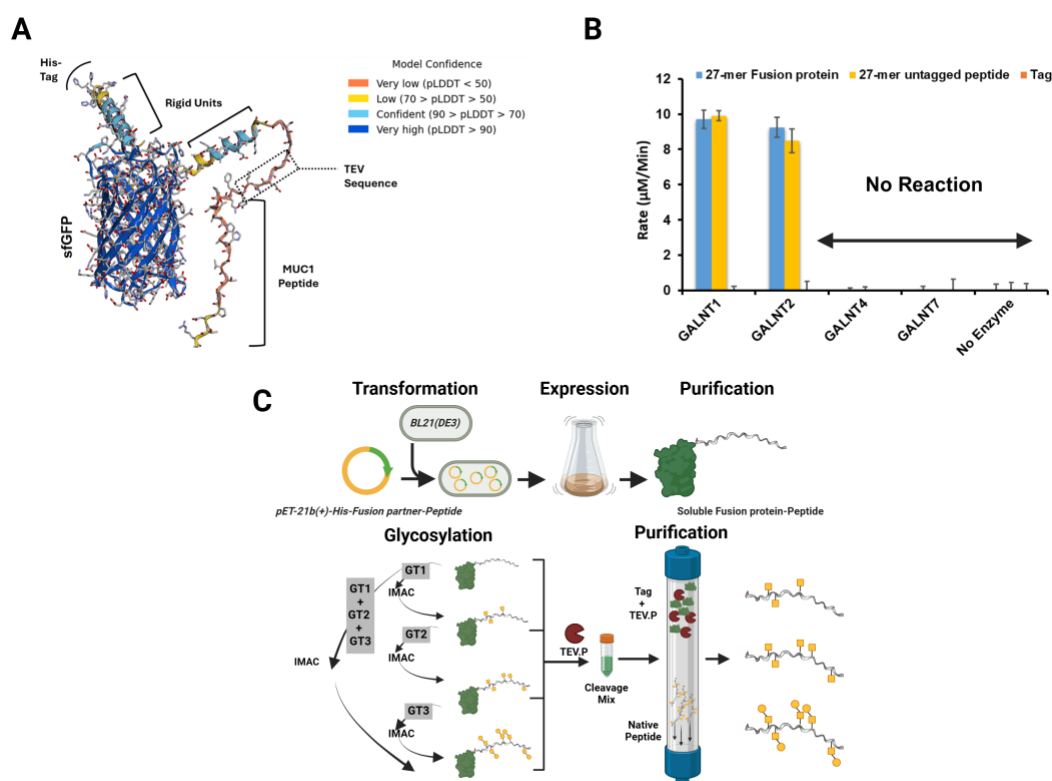 A
His-
Tag
Rigid Units
sfGFP
Model Confidence
Very low (pLDDT < 50)
Low (70 > pLDDT > 50)
Confident (90 > pLDDT > 70)
Very high (pLDDT > 90)
TEV
Sequence
MUC1
Peptide
B
27-mer Fusion protein
27-mer untagged peptide
Tag
Rate (µM/Min)
12
10
8
6
4
2
0
No Reaction
GALNT1
GALNT2
GALNT4
GALNT7
No Enzyme
C
Transformation
Expression
Purification
BL21(DE3)
pET-21b(+)-His-Fusion partner-Peptide
Soluble Fusion protein-Peptide
Glycosylation
Purification
GT1
+
GT2
+
GT3
IMAC
GT1
IMAC
GT2
IMAC
GT3
IMAC
TEV.P
Cleavage
Mix
Tag
+
TEV.P
Native
Peptide